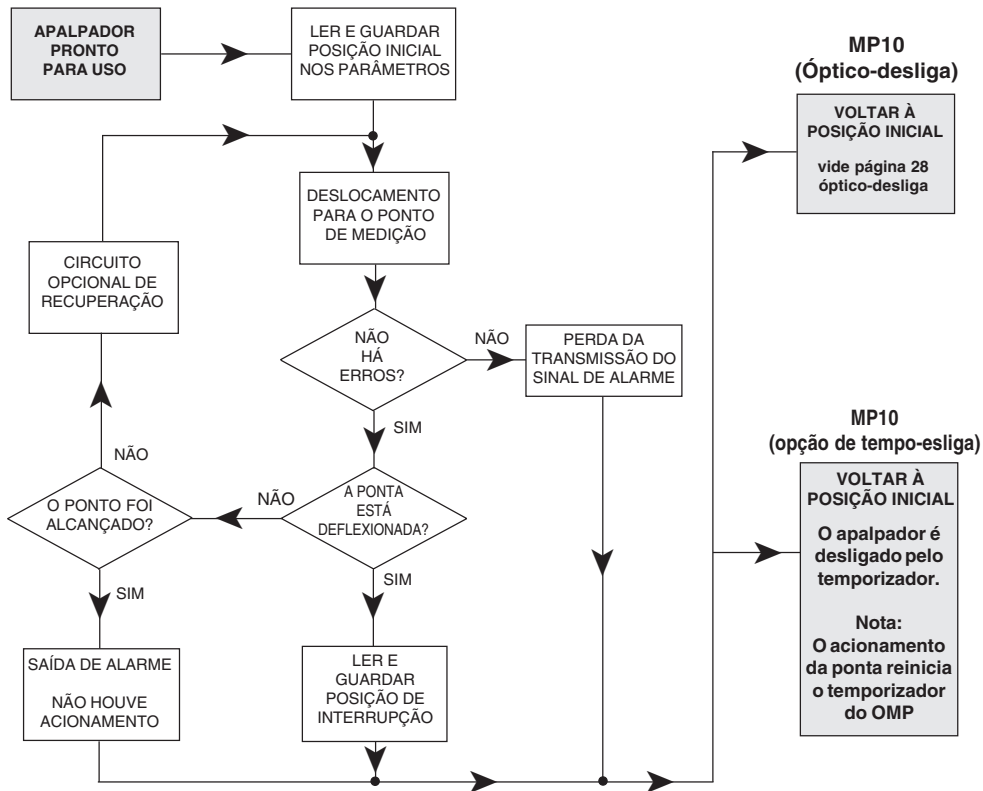 APALPADOR
PRONTO
PARA USO
LER E GUARDAR
POSIÇÃO INICIAL
NOS PARÂMETROS
DESLOCAMENTO
PARA O PONTO
DE MEDIÇÃO
CIRCUITO
OPCIONAL DE
RECUPERAÇÃO
NÃO
HÁ
ERROS?
NÃO
PERDA DA
TRANSMISSÃO DO
SINAL DE ALARME
SIM
A PONTA
ESTÁ
DEFLEXIONADA?
NÃO
O PONTO FOI
ALCANÇADO?
NÃO
SIM
SIM
SAÍDA DE ALARME
NÃO HOUVE
ACIONAMENTO
LER E
GUARDAR
POSIÇÃO DE
INTERRUPÇÃO
MP10
(Óptico-desliga)
VOLTAR À
POSIÇÃO INICIAL
vide página 28
óptico-desliga
MP10
(opção de tempo-esliga)
VOLTAR À
POSIÇÃO INICIAL
O apalpador é
desligado pelo
temporizador.
Nota:
O acionamento
da ponta reinicia
o temporizador
do OMP